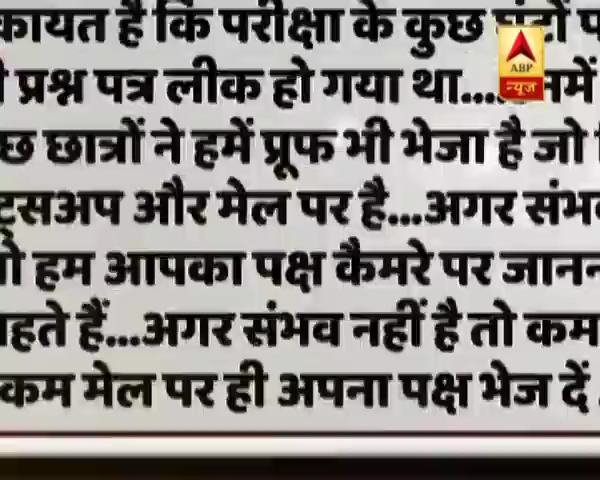 कायत है कि परीक्षा के कुछ घंटों प
प्रश्न पत्र लीक हो गया था....
छ छात्रों ने हमें प्रूफ भी भेजा है जो
ट्सअप और मेल पर है...अगर संभव
हम आपका पक्ष कैमरे पर जानन
हते हैं...अगर संभव नहीं है तो कम
कम मेल पर ही अपना पक्ष भेज दें
ABP
न्यूज़